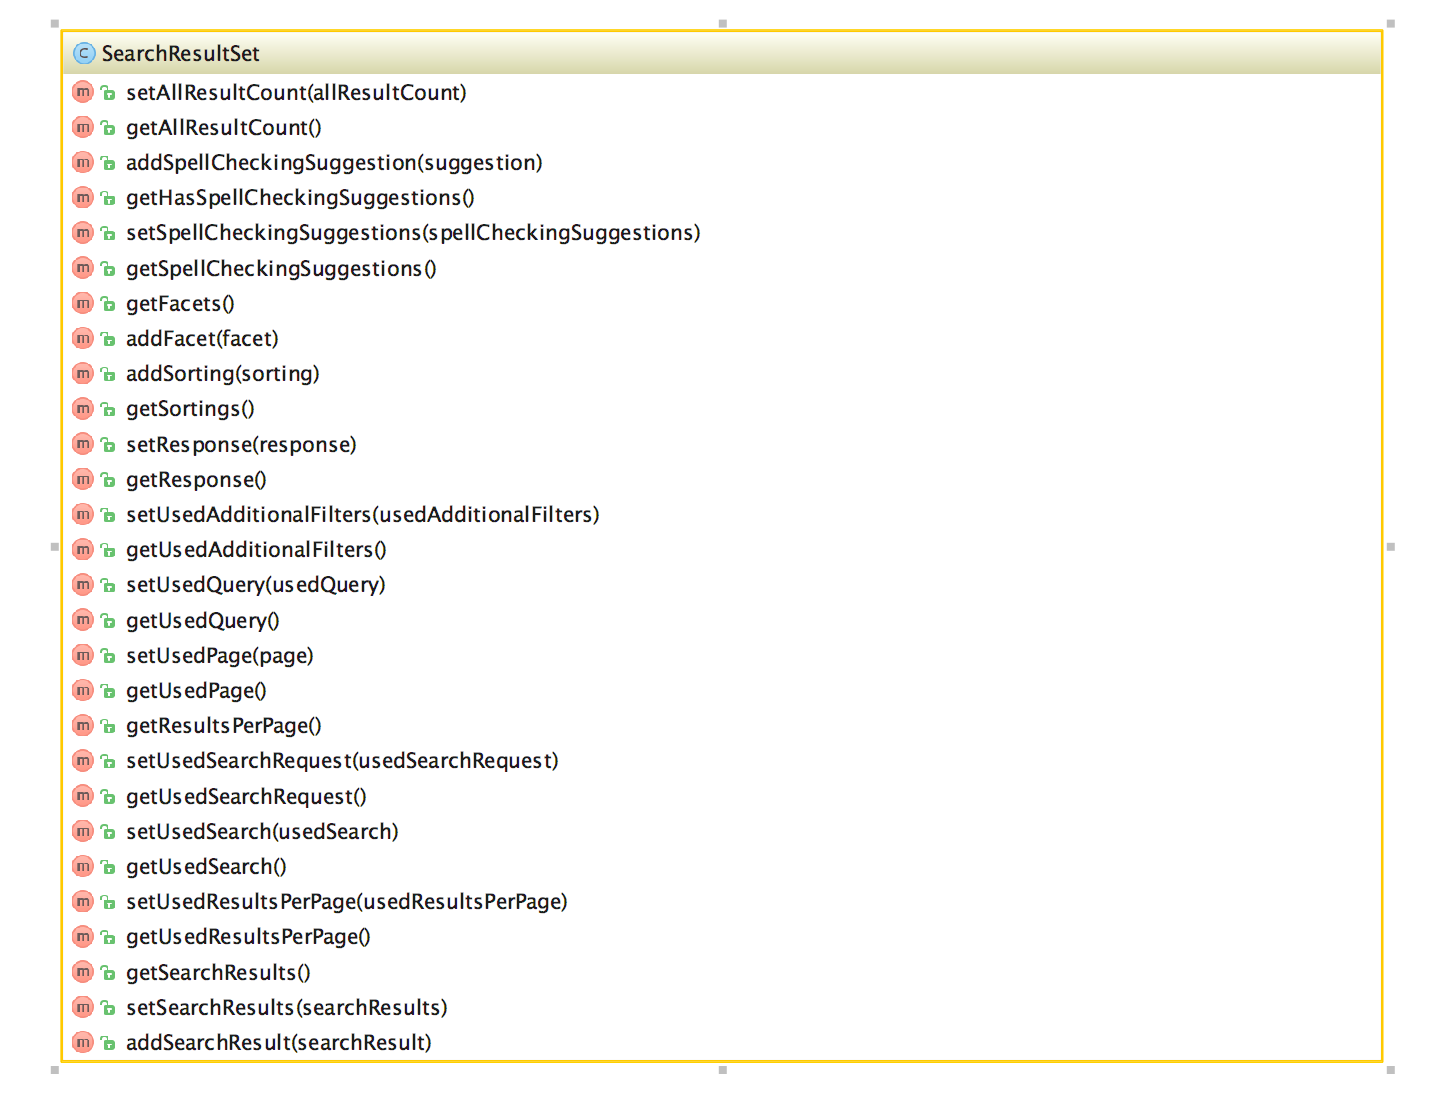 C SearchResultSet
m setAllResultCount(allResultCount)
m getAllResultCount()
m addSpellCheckingSuggestion(suggestion)
m getHasSpellCheckingSuggestions()
m setSpellCheckingSuggestions(spellCheckingSuggestions)
m getSpellCheckingSuggestions()
m getFacets()
m addFacet(facet)
m addSorting(sorting)
m getSortings()
m setResponse(response)
m getResponse()
m setUsedAdditionalFilters(usedAdditionalFilters)
m getUsedAdditionalFilters()
m setUsedQuery(usedQuery)
m getUsedQuery()
m setUsedPage(page)
m getUsedPage()
m getResultsPerPage()
m setUsedSearchRequest(usedSearchRequest)
m getUsedSearchRequest()
m setUsedSearch(usedSearch)
m getUsedSearch()
m setUsedResultsPerPage(usedResultsPerPage)
m getUsedResultsPerPage()
m getSearchResults()
m setSearchResults(searchResults)
m addSearchResult(searchResult)